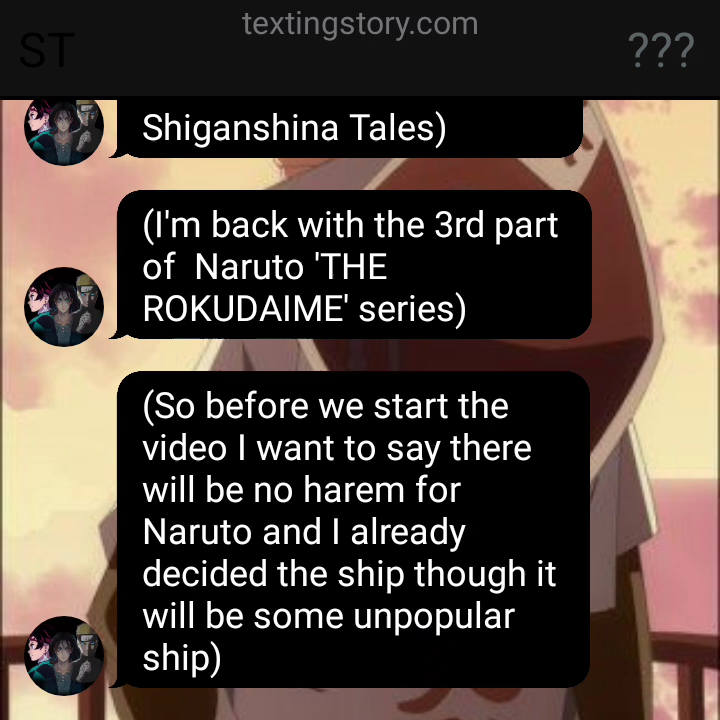 textingstory.com
ST
???
Shiganshina Tales)
(I'm back with the 3rd part
of  Naruto 'THE
ROKUDAIME' series)
(So before we start the
video I want to say there
will be no harem for
Naruto and I already
decided the ship though it
will be some unpopular
ship)